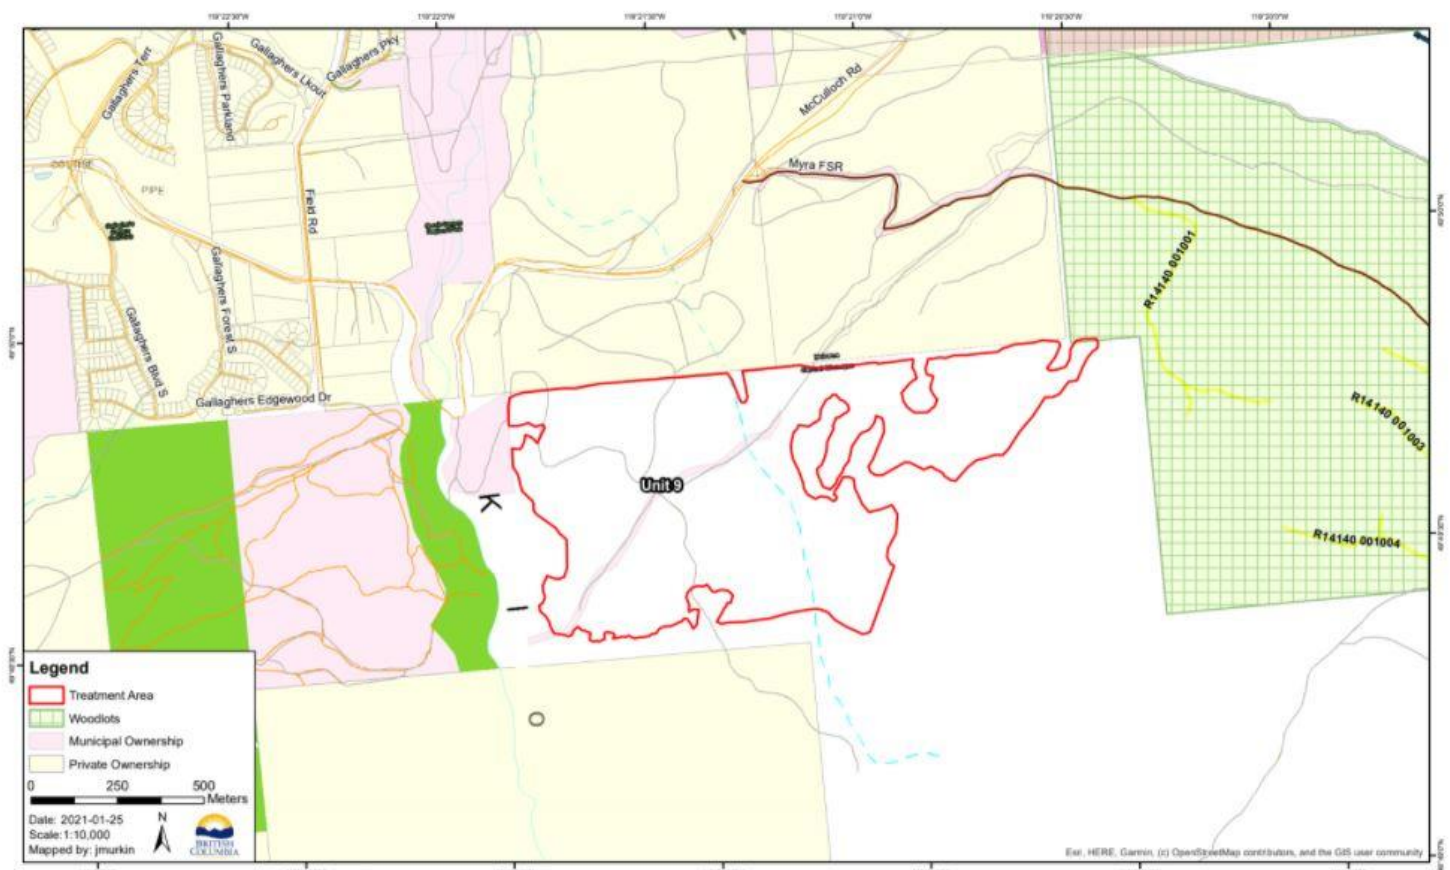 119°22'30"W
119°22'0"W
119°21'30"W
119°21'0"W
119°20'30"W
119°20'0"W
Gallaghers Terr
Gallaghers Parkland
Gallaghers Lkout
Gallaghers Pky
McCulloch Rd
Myra FSR
PIPE
Field Rd
Gallaghers Forest S
Gallaghers Blvd S
Gallaghers Edgewood Dr
R14140 001001
R14140 001003
R14140 001004
Unit 9
K
I
O
Legend
Treatment Area
Woodlots
Municipal Ownership
Private Ownership
0 250 500
Meters
Date: 2021-01-25
Scale:1:10,000
Mapped by: jmurkin
N
BRITISH
COLUMBIA
Esri, HERE, Garmin, (c) OpenStreetMap contributors, and the GIS user community